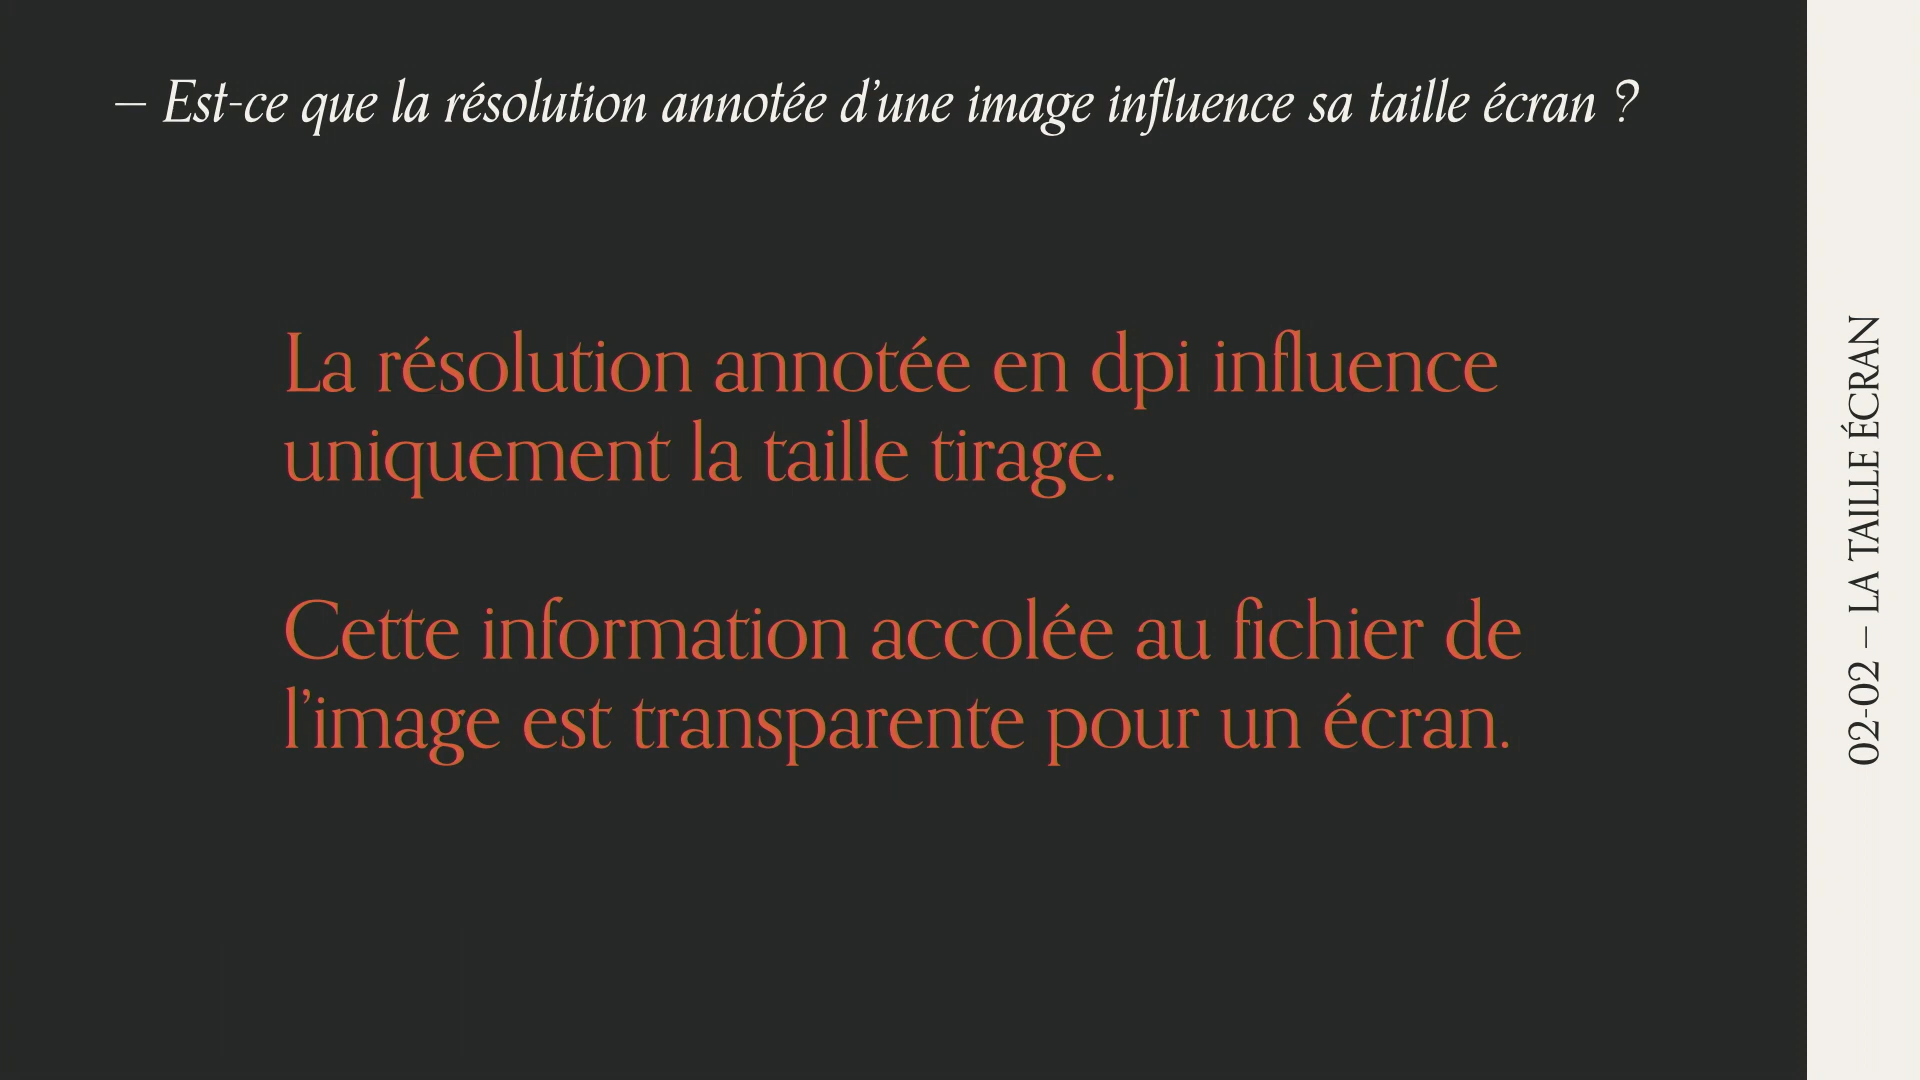 – Est-ce que la résolution annotée d’une image influence sa taille écran ?
La résolution annotée en dpi influence
uniquement la taille tirage.
Cette information accolée au fichier de
l’image est transparente pour un écran.
02-02 – LA TAILLE ÉCRAN